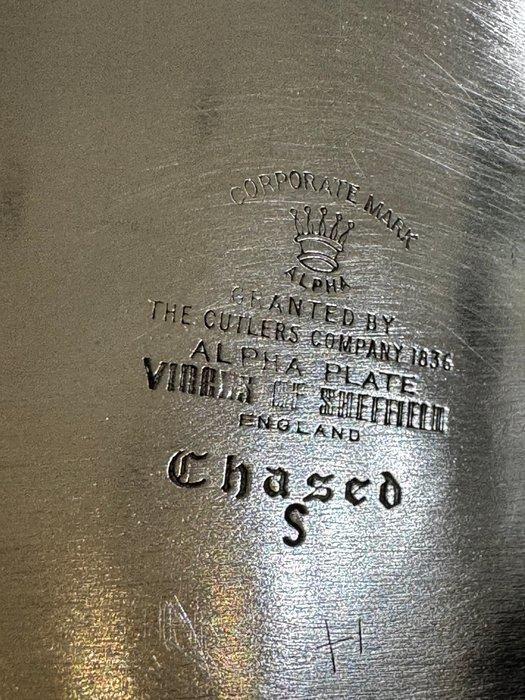 CORPORATE MARK
ALPHA
GRANTED BY
THE CUTLERS COMPANY 1836
ALPHA PLATE
VINERS OF SHEFFIELD
ENGLAND
Chased
S
H